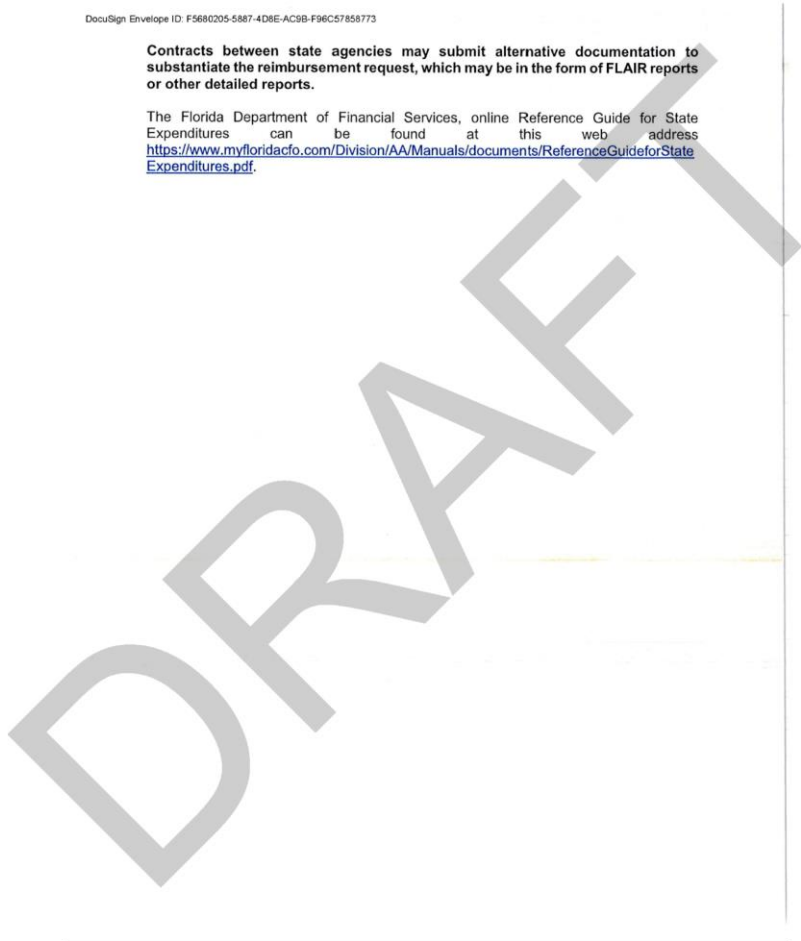 DocuSign Envelope ID: F5680205-5887-4D8E-AC9B-F96C57858773
Contracts between state agencies may submit alternative documentation to
substantiate the reimbursement request, which may be in the form of FLAIR reports
or other detailed reports.
The Florida Department of Financial Services, online Reference Guide for State
Expenditures can be found at this web address
https://www.myfloridacfo.com/Division/AA/Manuals/documents/ReferenceGuideforState
Expenditures.pdf.
DRAFT